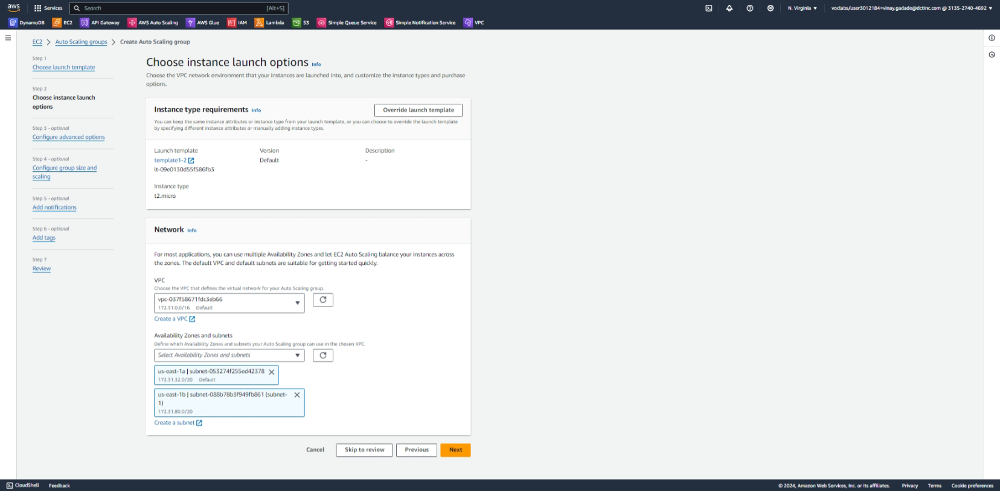 aws
Services
Search
[Alt+S]
N. Virginia
voclabs/user3012184=vinay.gadade@dctinc.com @ 3135-2740-4692
DynamoDB
EC2
API Gateway
AWS Auto Scaling
AWS Glue
IAM
Lambda
S3
Simple Queue Service
Simple Notification Service
VPC
EC2 > Auto Scaling groups > Create Auto Scaling group
Step 1
Choose launch template
Step 2
Choose instance launch
options
Step 3 - optional
Configure advanced options
Step 4 - optional
Configure group size and
scaling
Step 5 - optional
Add notifications
Step 6 - optional
Add tags
Step 7
Review
Choose instance launch options Info
Choose the VPC network environment that your instances are launched into, and customize the instance types and purchase
options.
Instance type requirements Info
Override launch template
You can keep the same instance attributes or instance type from your launch template, or you can choose to override the launch template
by specifying different instance attributes or manually adding instance types.
Launch template
template1-2
lt-09e0130d55f586fb3
Version
Default
Description
-
Instance type
t2.micro
Network Info
For most applications, you can use multiple Availability Zones and let EC2 Auto Scaling balance your instances across
the zones. The default VPC and default subnets are suitable for getting started quickly.
VPC
Choose the VPC that defines the virtual network for your Auto Scaling group.
vpc-037f58671fdc3eb66
172.31.0.0/16 Default
Create a VPC
Availability Zones and subnets
Define which Availability Zones and subnets your Auto Scaling group can use in the chosen VPC.
Select Availability Zones and subnets
us-east-1a | subnet-053274f255ed42378
172.31.32.0/20 Default
us-east-1b | subnet-088b78b3f949fb861 (subnet-
1)
172.31.80.0/20
Create a subnet
Cancel
Skip to review
Previous
Next
CloudShell
Feedback
© 2024, Amazon Web Services, Inc. or its affiliates.
Privacy
Terms
Cookie preferences